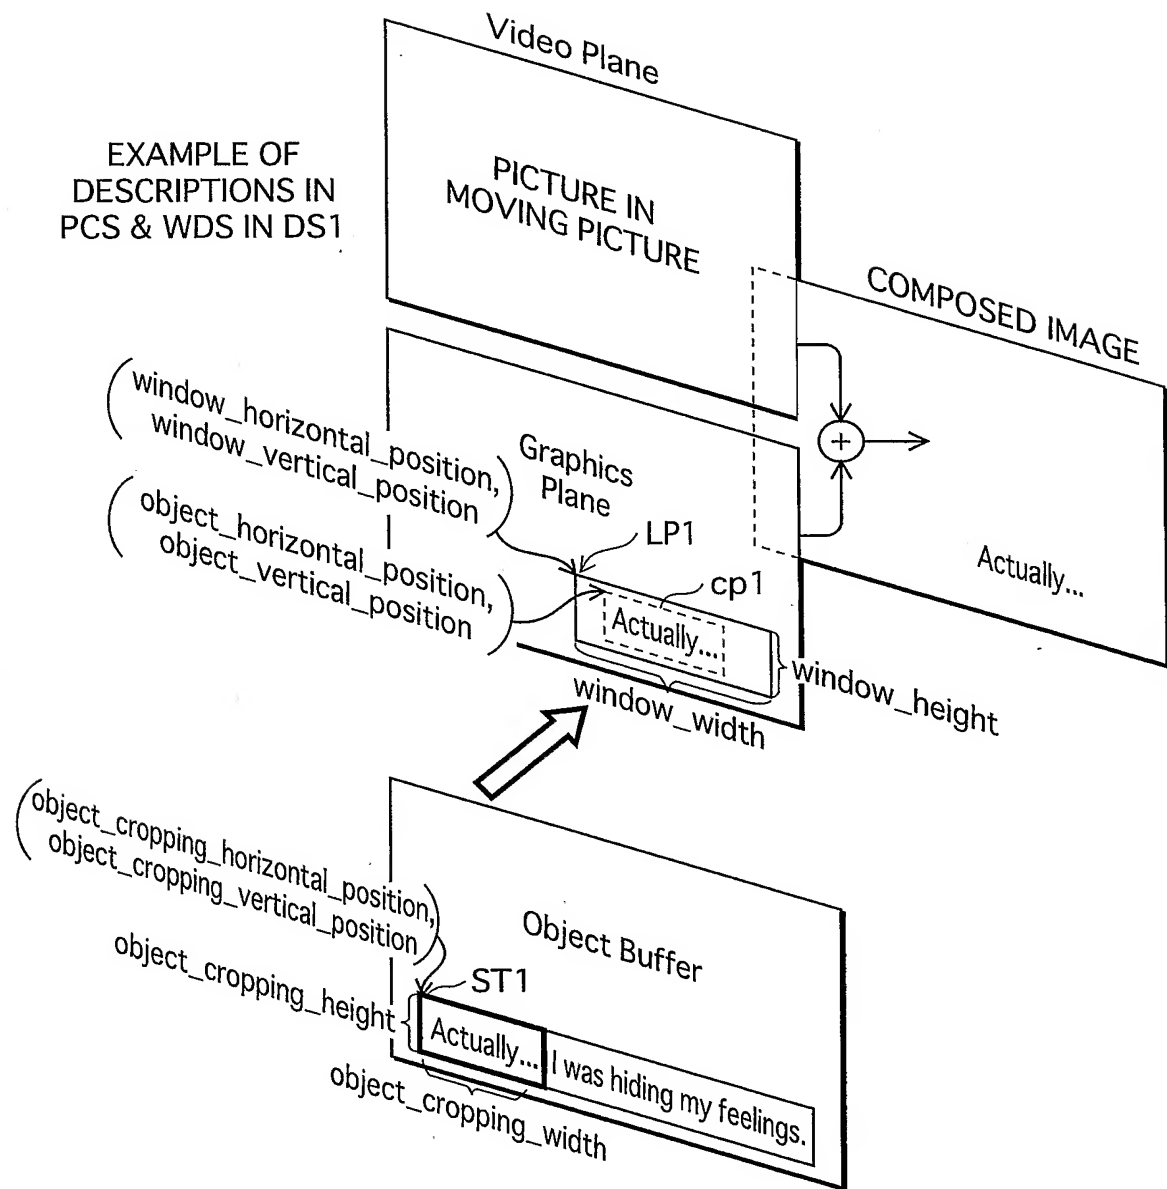 Video Plane
EXAMPLE OF
DESCRIPTIONS IN
PCS & WDS IN DS1
PICTURE IN
MOVING PICTURE
COMPOSED IMAGE
(window_horizontal_position,
window_vertical_position)
Graphics
Plane
(object_horizontal_position,
object_vertical_position)
LP1
cp1
Actually...
Actually...
window_height
window_width
(object_cropping_horizontal_position,
object_cropping_vertical_position)
Object Buffer
object_cropping_height
ST1
Actually... I was hiding my feelings.
object_cropping_width
+